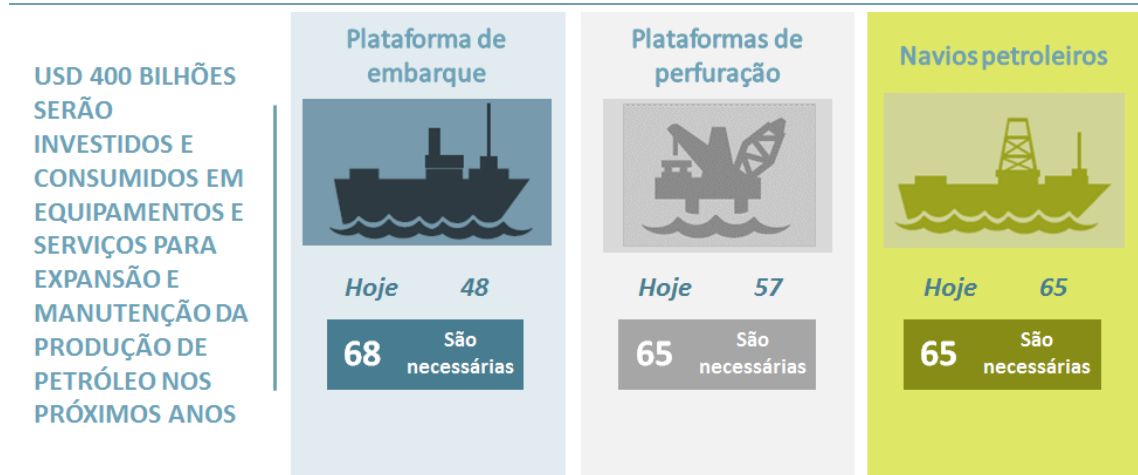 USD 400 BILHÕES
SERÃO
INVESTIDOS E
CONSUMIDOS EM
EQUIPAMENTOS E
SERVIÇOS PARA
EXPANSÃO E
MANUTENÇÃO DA
PRODUÇÃO DE
PETRÓLEO NOS
PRÓXIMOS ANOS
Plataforma de
embarque
Hoje 48
68 São
necessárias
Plataformas de
perfuração
Hoje 57
65 São
necessárias
Navios petroleiros
Hoje 65
65 São
necessárias